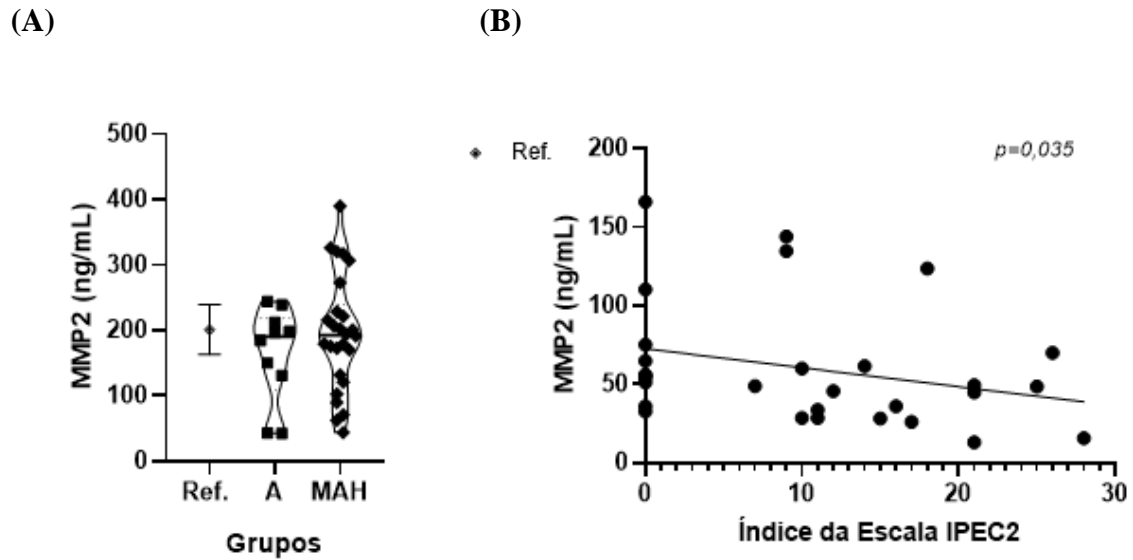 (A)
(B)
MMP2 (ng/mL)
500
400
300
200
100
0
Ref.
A
MAH
Grupos
Ref.
MMP2 (ng/mL)
200
150
100
50
0
p=0,035
0
10
20
30
Índice da Escala IPEC2